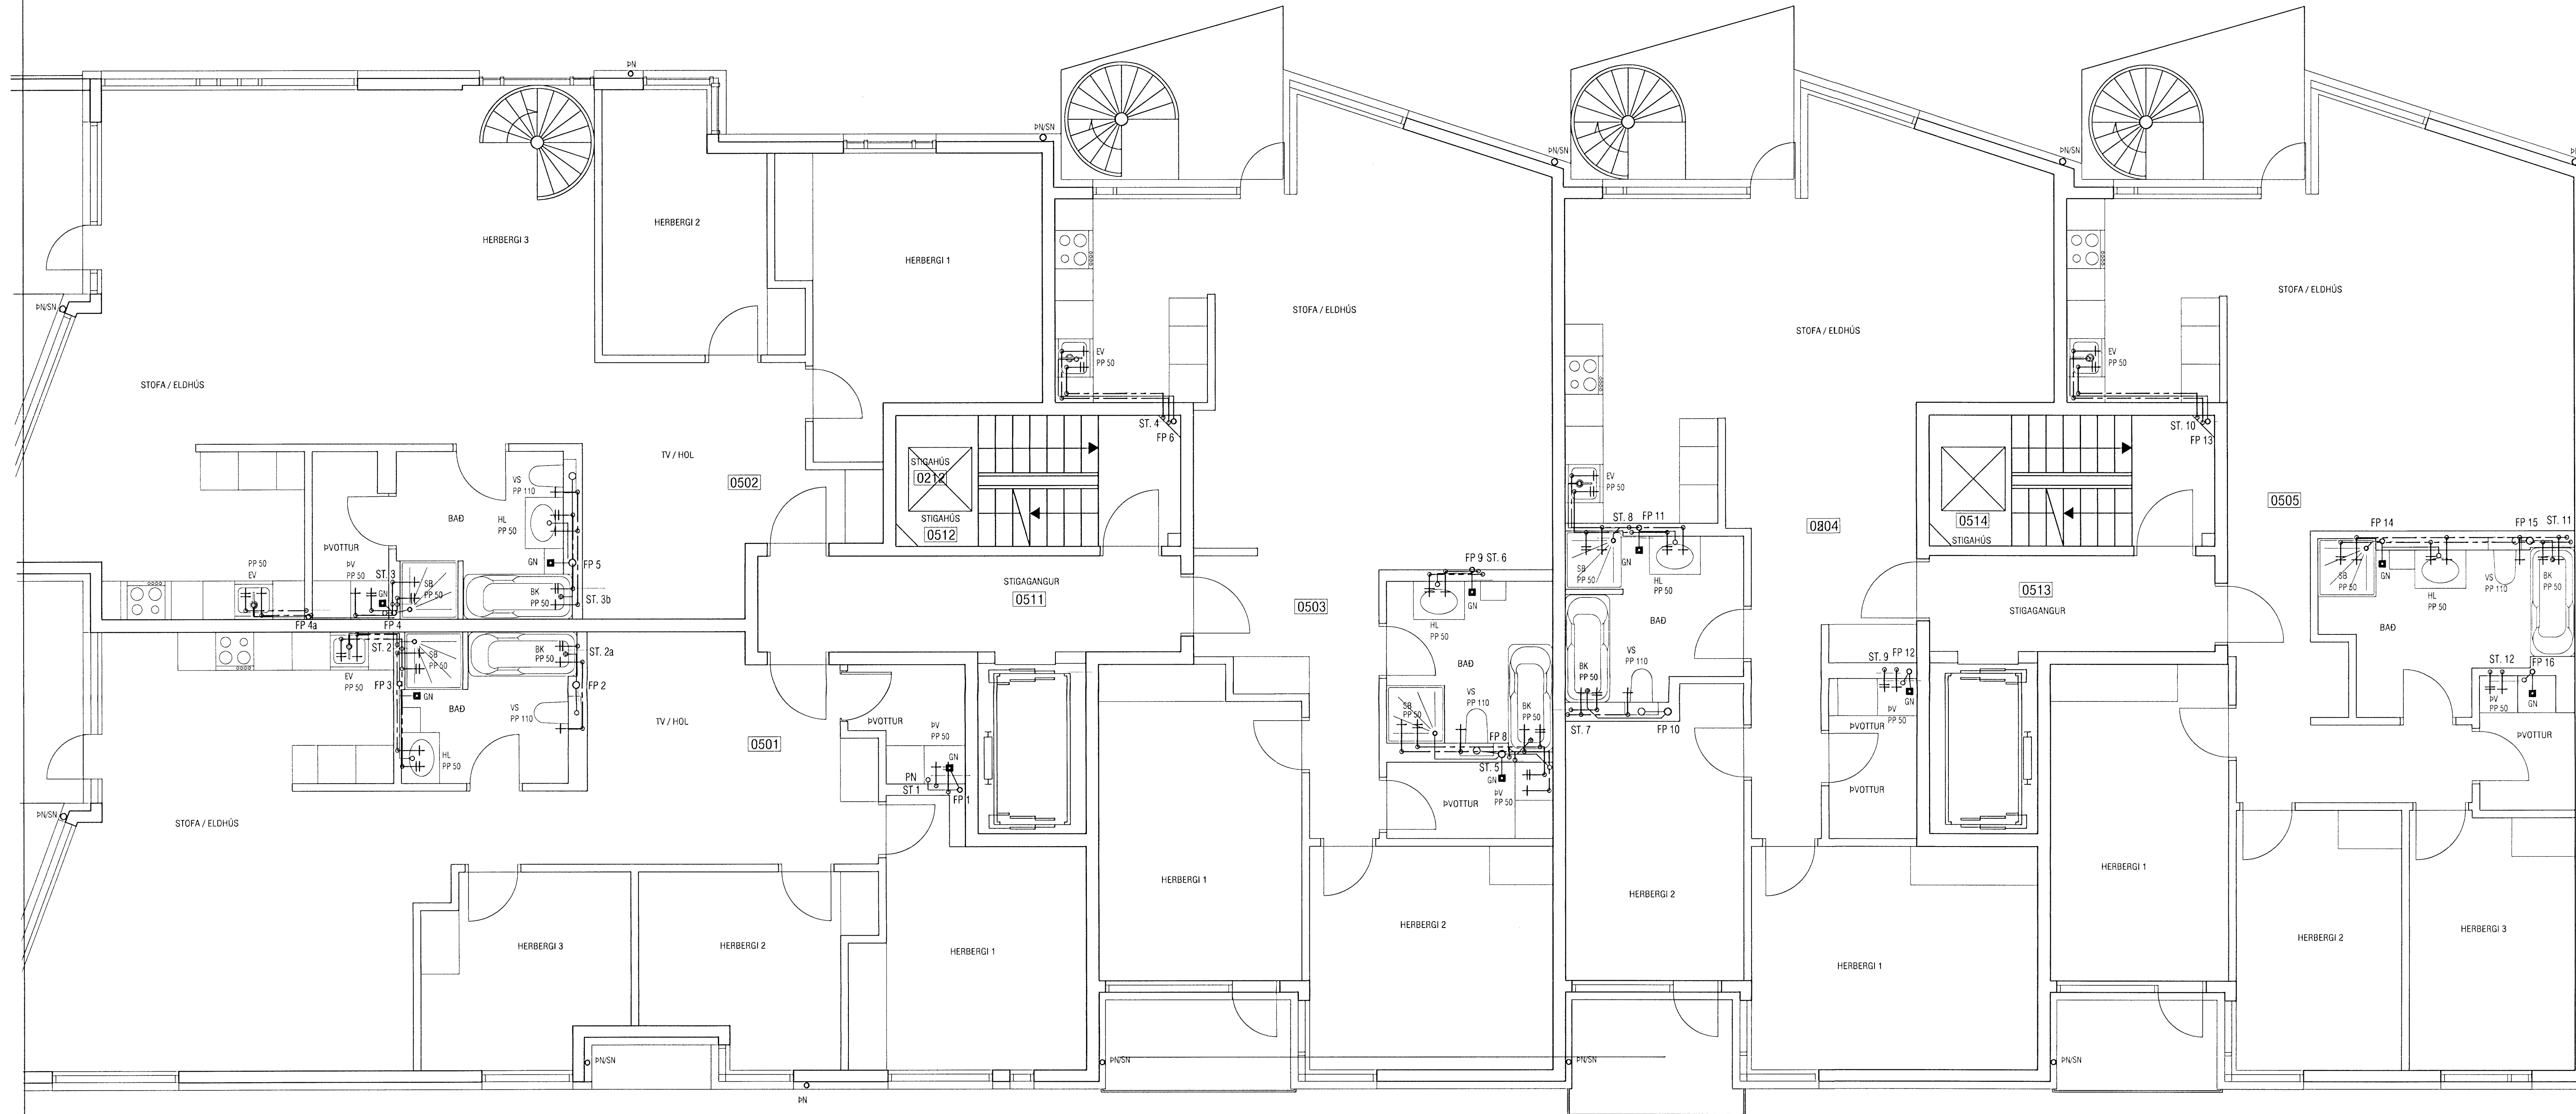 ÞN
ÞN/SN
ÞN/SN
ÞN/SN
ÞN/SN
HERBERGI 3
HERBERGI 2
HERBERGI 1
STOFA / ELDHÚS
STOFA / ELDHÚS
STOFA / ELDHÚS
STOFA / ELDHÚS
EV
PP 50
EV
PP 50
ST. 4
FP 6
ST. 10
FP 13
TV / HOL
0502
STIGAHÚS
0212
STIGAHÚS
0512
VS
PP 110
HL
PP 50
BAÐ
ÞVOTTUR
GN
FP 5
PP 50
EV
ÞV
PP 50
ST. 3
GN
SB
PP 50
BK
PP 50
ST. 3b
FP 4a
FP 4
EV
PP 50
ST. 8
FP 11
0514
STIGAHÚS
0505
FP 14
FP 15
ST. 11
STIGAGANGUR
0511
0503
FP 9
ST. 6
GN
HL
PP 50
BAÐ
SB
PP 50
VS
PP 110
BK
PP 50
FP 8
ST. 5
GN
ÞV
PP 50
ÞVOTTUR
SB
PP 50
GN
HL
PP 50
BAÐ
BK
PP 50
VS
PP 110
ST. 7
FP 10
0513
STIGAGANGUR
ST. 9
FP 12
GN
ÞV
PP 50
ÞVOTTUR
ÞVOTTUR
SB
PP 50
GN
HL
PP 50
VS
PP 110
BK
PP 50
BAÐ
ST. 12
FP 16
ÞV
PP 50
GN
ÞVOTTUR
ST. 2
EV
PP 50
FP 3
SB
PP 50
GN
BAÐ
BK
PP 50
ST. 2a
FP 2
VS
PP 110
HL
PP 50
TV / HOL
0501
ÞVOTTUR
ÞV
PP 50
GN
PN
ST 1
FP 1
ÞN/SN
STOFA / ELDHÚS
HERBERGI 3
HERBERGI 2
HERBERGI 1
HERBERGI 1
HERBERGI 2
HERBERGI 2
HERBERGI 1
HERBERGI 1
HERBERGI 2
HERBERGI 3
ÞN/SN
ÞN/SN
ÞN/SN
ÞN/SN
ÞN